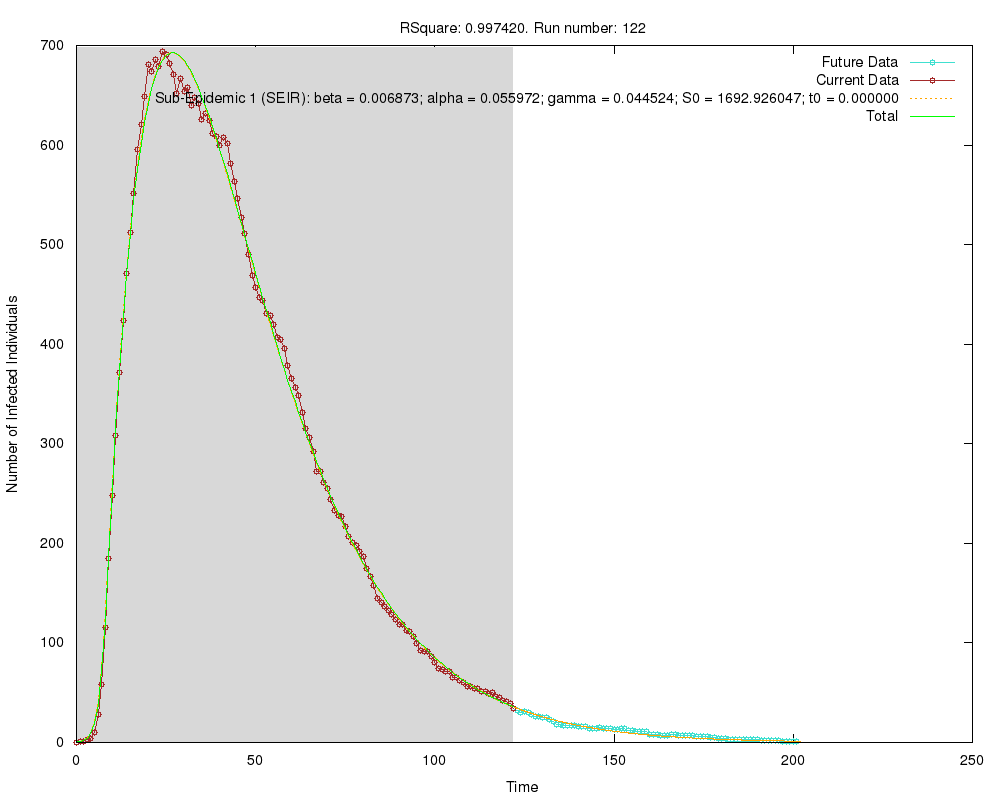 RSquare: 0.997420. Run number: 122
700
600
500
400
300
200
100
0
Number of Infected Individuals
Future Data
Current Data
Sub-Epidemic 1 (SEIR): beta = 0.006873; alpha = 0.055972; gamma = 0.044524; S0 = 1692.926047; t0 = 0.000000
Total
0 50 100 150 200 250
Time